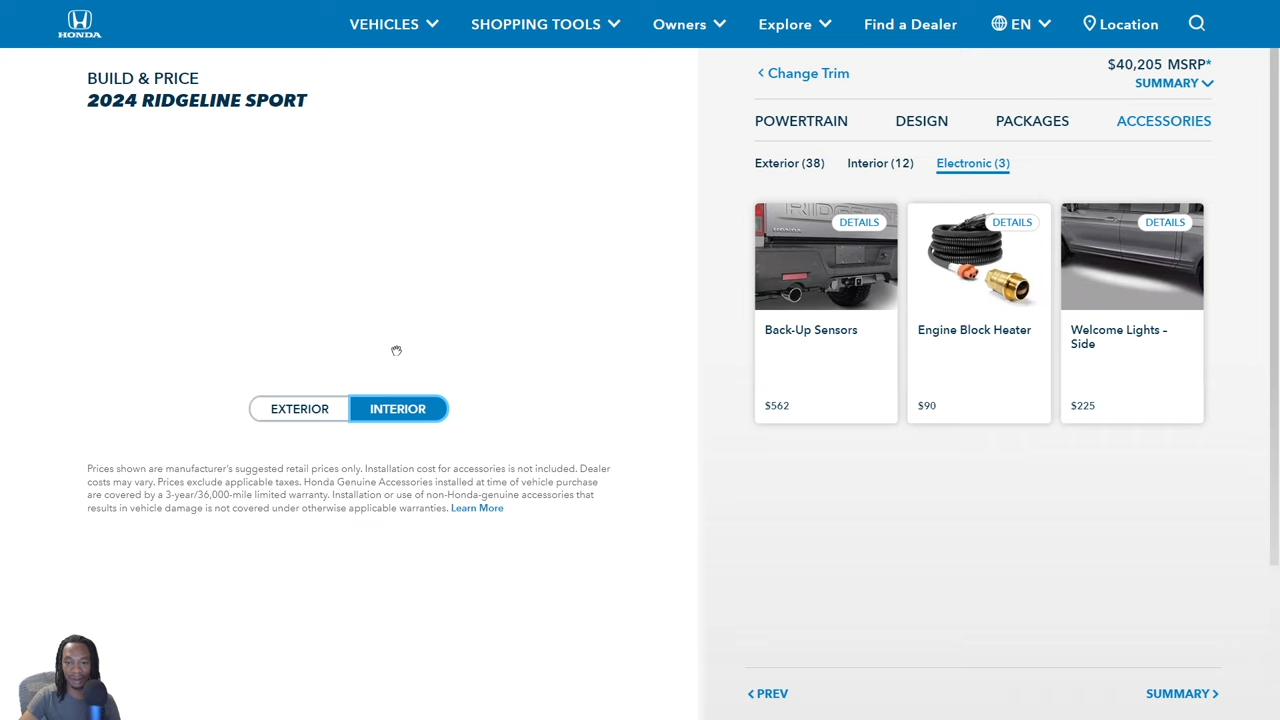 HONDA
VEHICLES
SHOPPING TOOLS
Owners
Explore
Find a Dealer
EN
Location
BUILD & PRICE
2024 RIDGELINE SPORT
< Change Trim
$40,205 MSRP*
SUMMARY
POWERTRAIN
DESIGN
PACKAGES
ACCESSORIES
Exterior (38)
Interior (12)
Electronic (3)
DETAILS
DETAILS
DETAILS
Back-Up Sensors
$562
Engine Block Heater
$90
Welcome Lights –
Side
$225
EXTERIOR
INTERIOR
Prices shown are manufacturer's suggested retail prices only. Installation cost for accessories is not included. Dealer
costs may vary. Prices exclude applicable taxes. Honda Genuine Accessories installed at time of vehicle purchase
are covered by a 3-year/36,000-mile limited warranty. Installation or use of non-Honda-genuine accessories that
results in vehicle damage is not covered under otherwise applicable warranties. Learn More
< PREV
SUMMARY >